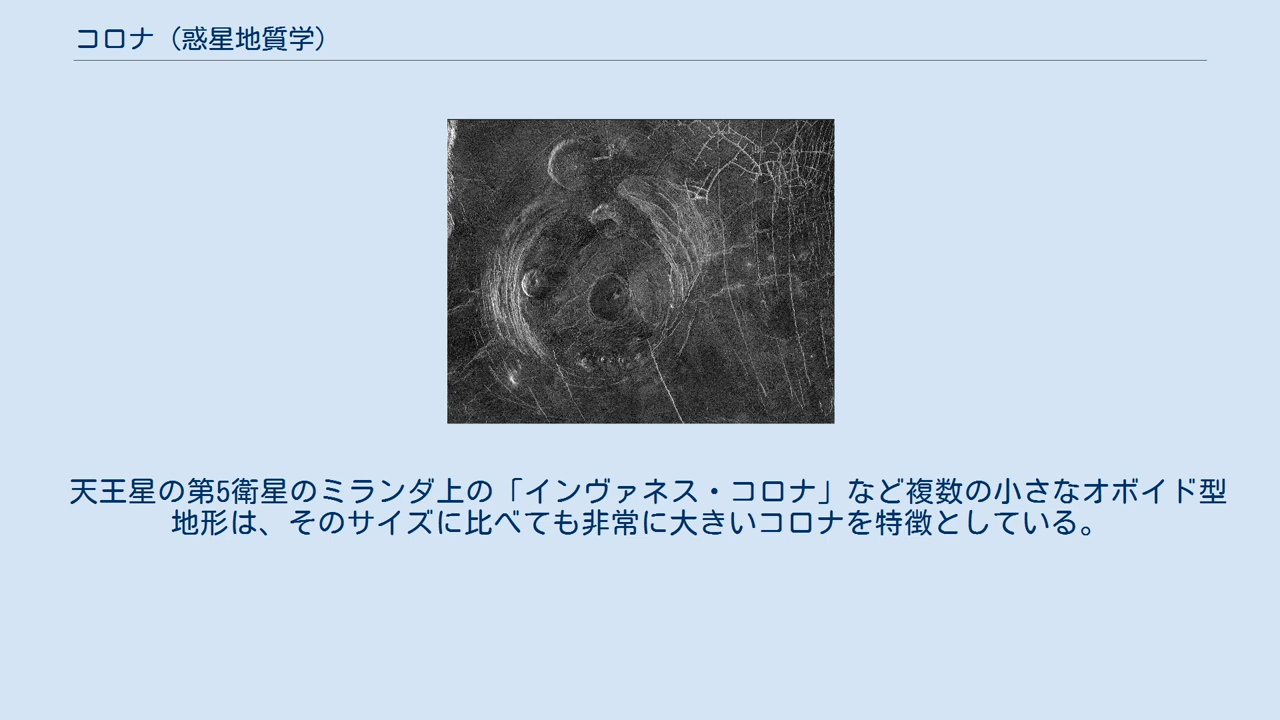 コロナ（惑星地質学）
天王星の第5衛星のミランダ上の「インヴァネス・コロナ」など複数の小さなオボイド型
地形は、そのサイズに比べても非常に大きいコロナを特徴としている。